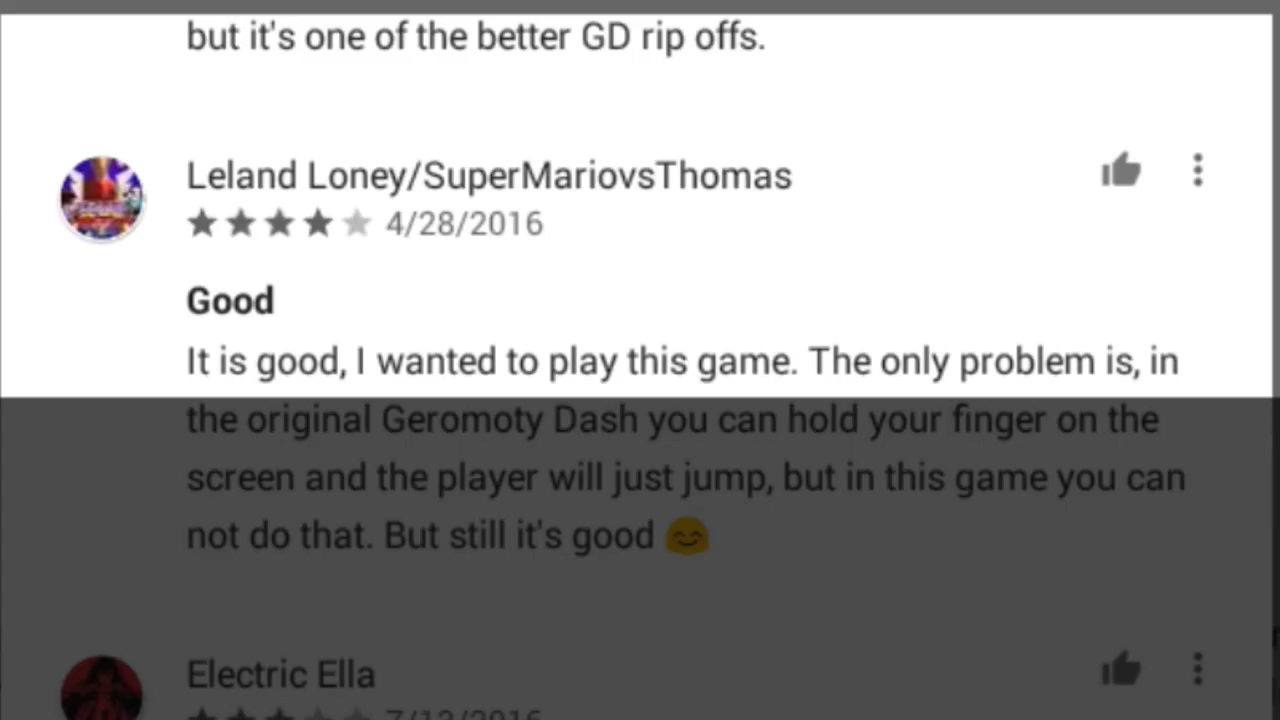 but it's one of the better GD rip offs.
Leland Loney/SuperMariovsThomas
4/28/2016
Good
It is good, I wanted to play this game. The only problem is, in
the original Geromoty Dash you can hold your finger on the
screen and the player will just jump, but in this game you can
not do that. But still it's good 😊
Electric Ella
7/12/2016